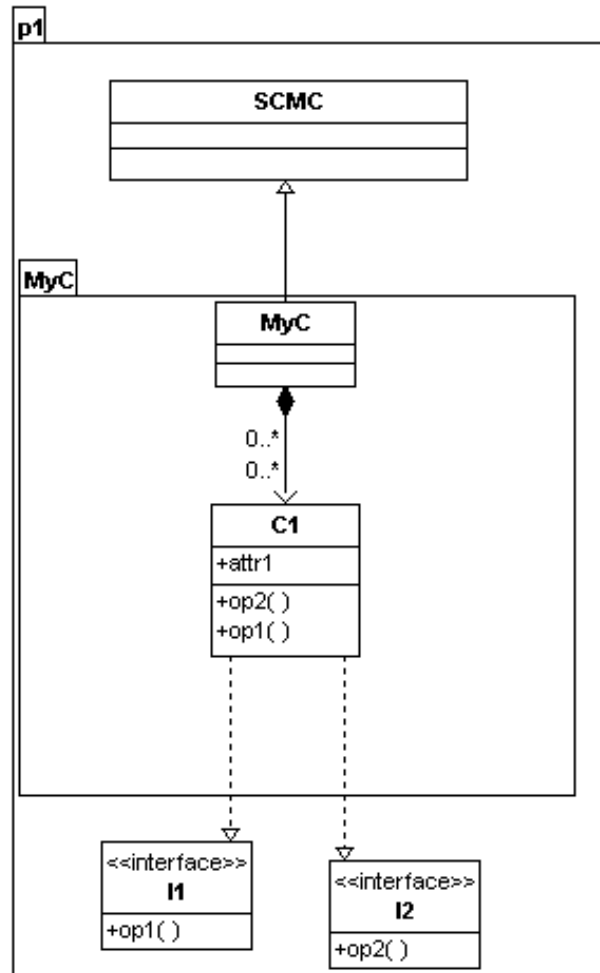 p1
SCMC
MyC
MyC
0..*
0..*
C1
+attr1
+op2( )
+op1( )
<<interface>>
I1
+op1( )
<<interface>>
I2
+op2( )